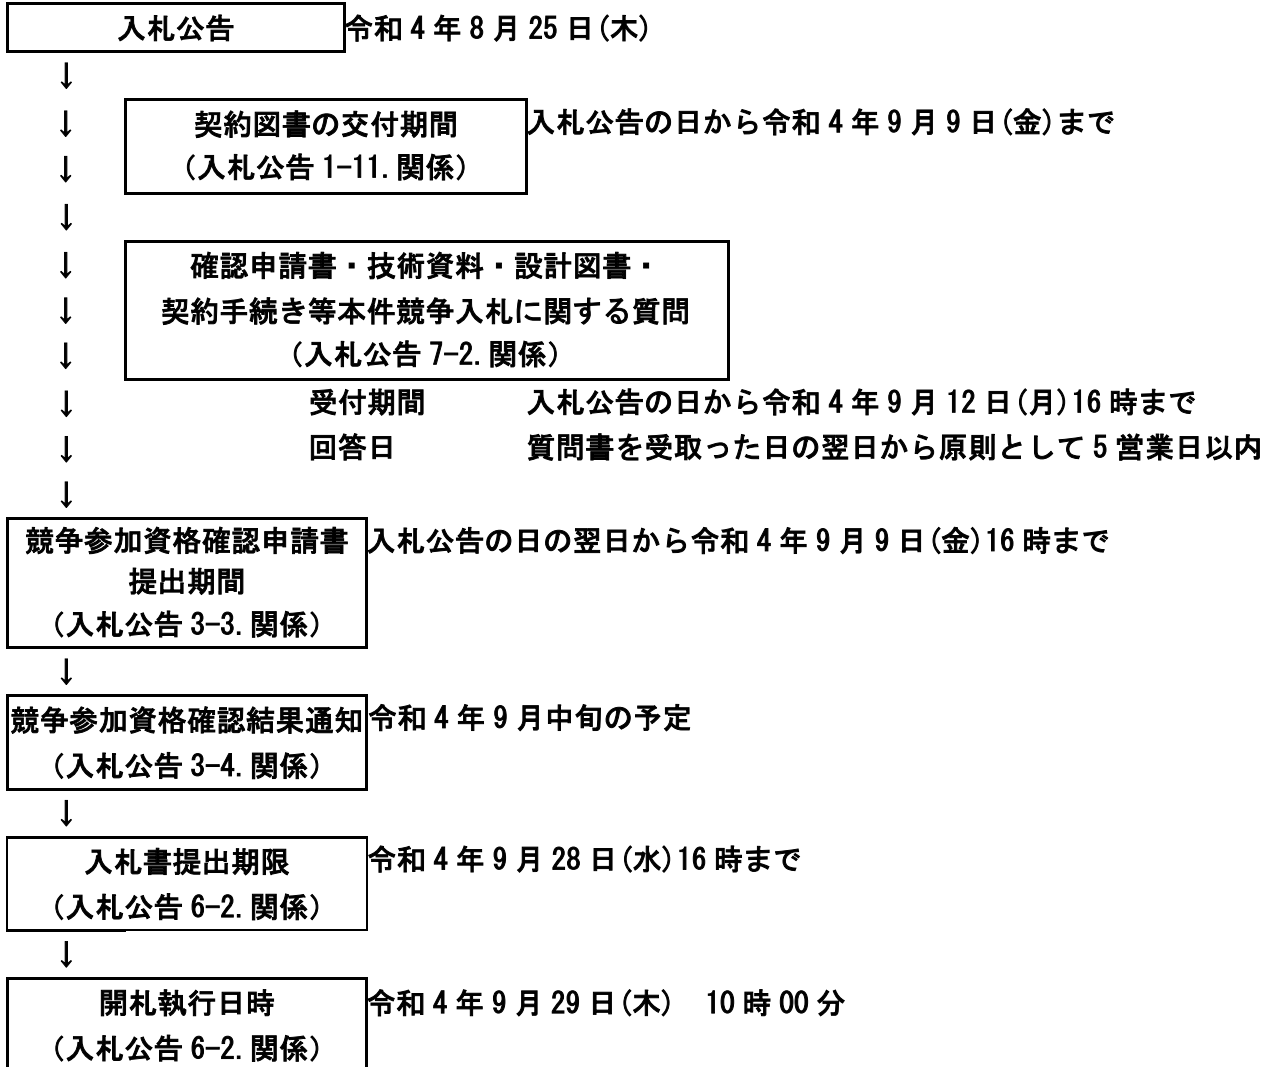 入札公告 令和4年8月25日(木)
↓
↓ 契約図書の交付期間 入札公告の日から令和4年9月9日(金)まで
↓ (入札公告1-11.関係)
↓
↓ 確認申請書・技術資料・設計図書・
↓ 契約手続き等本件競争入札に関する質問
↓ (入札公告7-2.関係)
↓ 受付期間 入札公告の日から令和4年9月12日(月)16時まで
↓ 回答日 質問書を受取った日の翌日から原則として5営業日以内
↓
競争参加資格確認申請書 入札公告の日の翌日から令和4年9月9日(金)16時まで
提出期間
(入札公告3-3.関係)
↓
競争参加資格確認結果通知 令和4年9月中旬の予定
(入札公告3-4.関係)
↓
入札書提出期限 令和4年9月28日(水)16時まで
(入札公告6-2.関係)
↓
開札執行日時 令和4年9月29日(木) 10時00分
(入札公告6-2.関係)